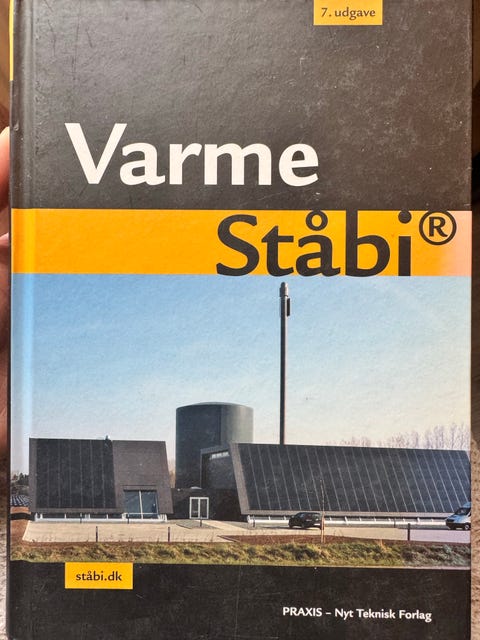 7. udgave
Varme
Ståbi®
ståbi.dk
PRAXIS – Nyt Teknisk Forlag